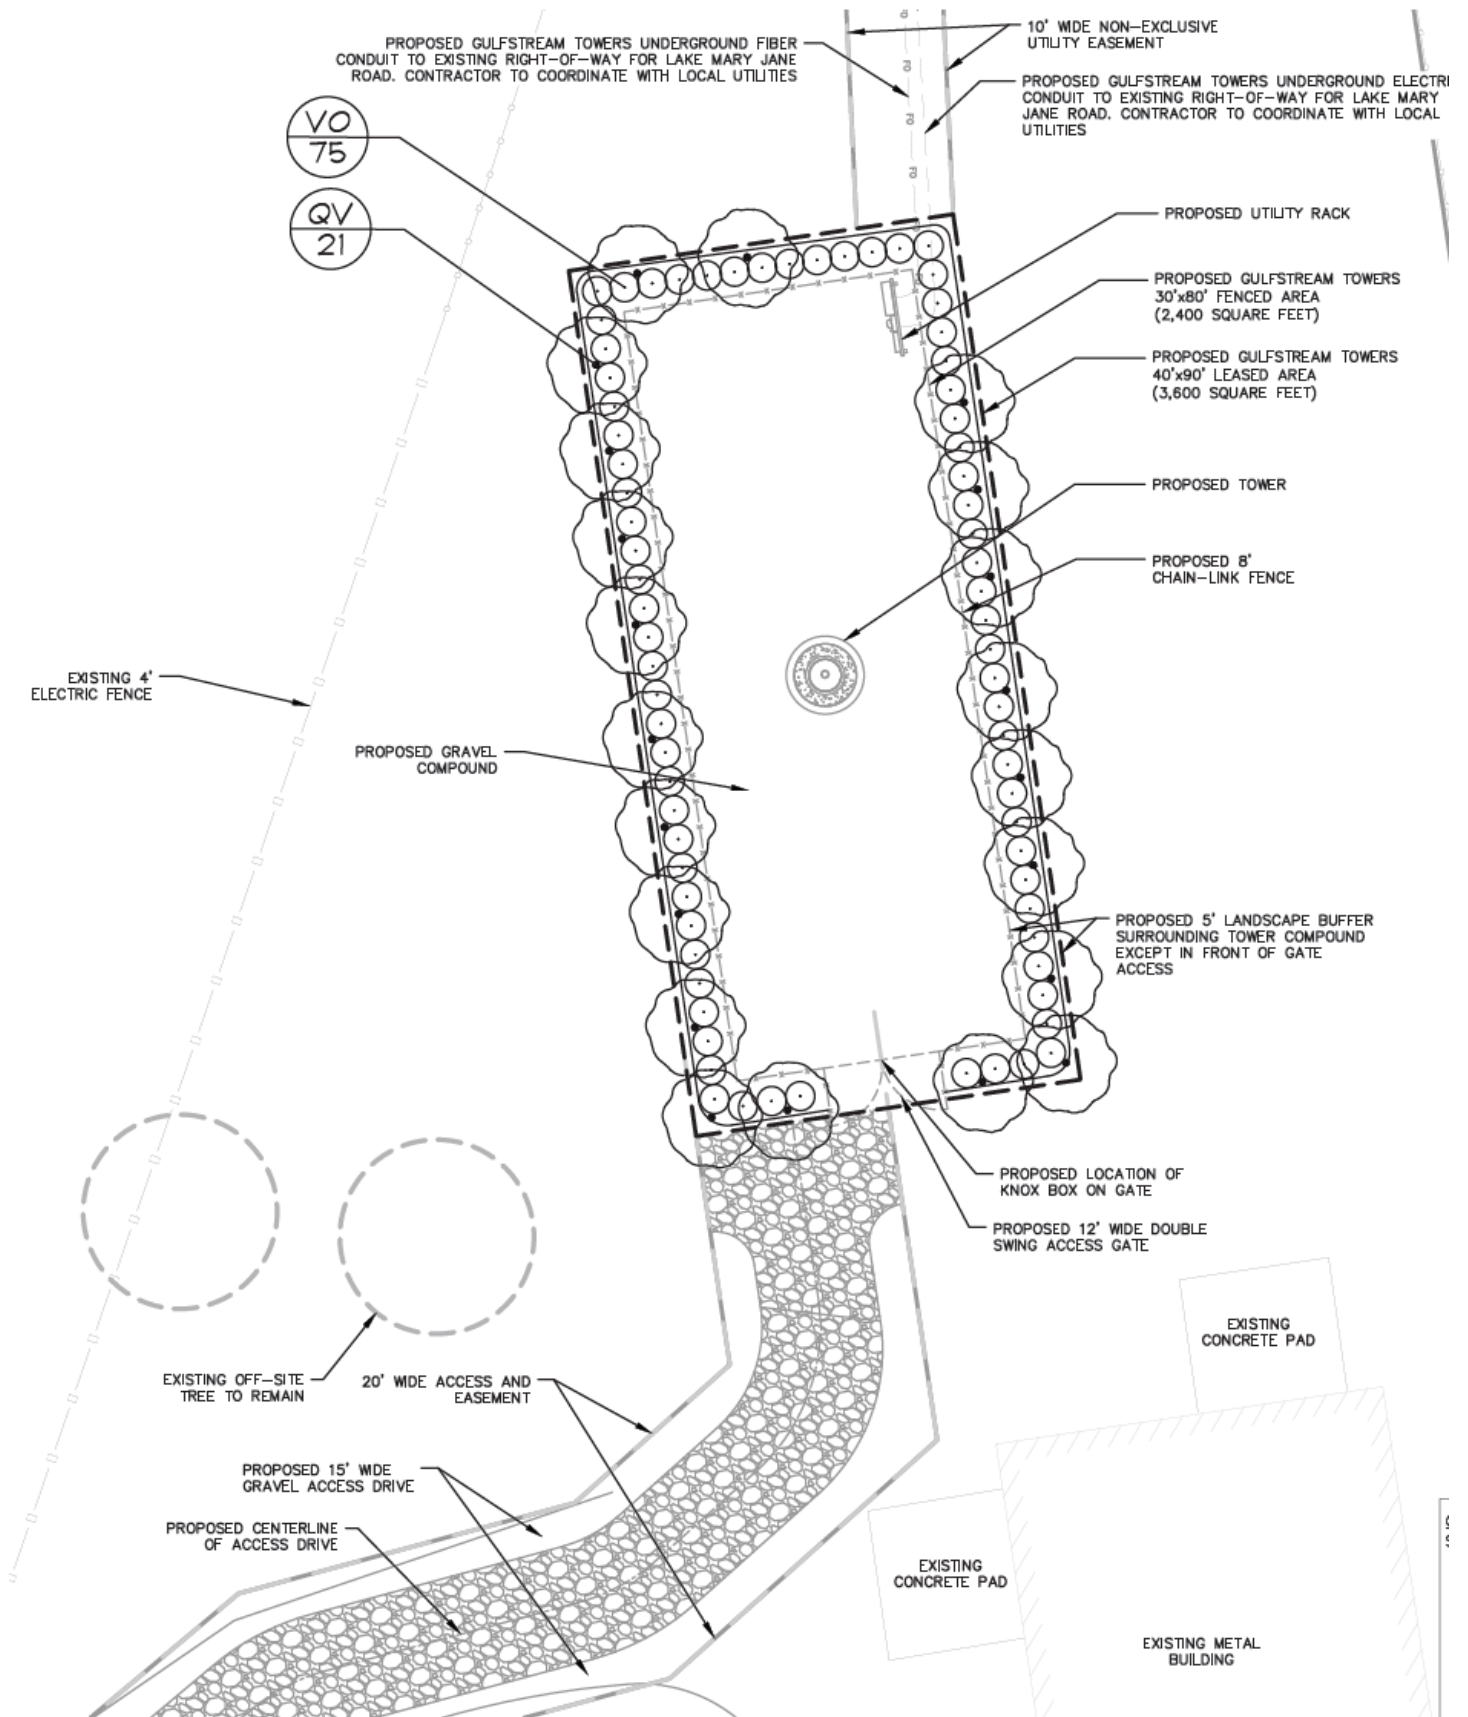 PROPOSED GULFSTREAM TOWERS UNDERGROUND FIBER
CONDUIT TO EXISTING RIGHT-OF-WAY FOR LAKE MARY JANE
ROAD. CONTRACTOR TO COORDINATE WITH LOCAL UTILITIES
10' WIDE NON-EXCLUSIVE
UTILITY EASEMENT
PROPOSED GULFSTREAM TOWERS UNDERGROUND ELECTRI
CONDUIT TO EXISTING RIGHT-OF-WAY FOR LAKE MARY
JANE ROAD. CONTRACTOR TO COORDINATE WITH LOCAL
UTILITIES
FO
FO
FO
FO
VO
75
QV
21
PROPOSED UTILITY RACK
PROPOSED GULFSTREAM TOWERS
30'x80' FENCED AREA
(2,400 SQUARE FEET)
PROPOSED GULFSTREAM TOWERS
40'x90' LEASED AREA
(3,600 SQUARE FEET)
PROPOSED TOWER
PROPOSED 8'
CHAIN-LINK FENCE
EXISTING 4'
ELECTRIC FENCE
PROPOSED GRAVEL
COMPOUND
PROPOSED 5' LANDSCAPE BUFFER
SURROUNDING TOWER COMPOUND
EXCEPT IN FRONT OF GATE
ACCESS
PROPOSED LOCATION OF
KNOX BOX ON GATE
PROPOSED 12' WIDE DOUBLE
SWING ACCESS GATE
EXISTING
CONCRETE PAD
EXISTING OFF-SITE
TREE TO REMAIN
20' WIDE ACCESS AND
EASEMENT
PROPOSED 15' WIDE
GRAVEL ACCESS DRIVE
PROPOSED CENTERLINE
OF ACCESS DRIVE
EXISTING
CONCRETE PAD
EXISTING METAL
BUILDING